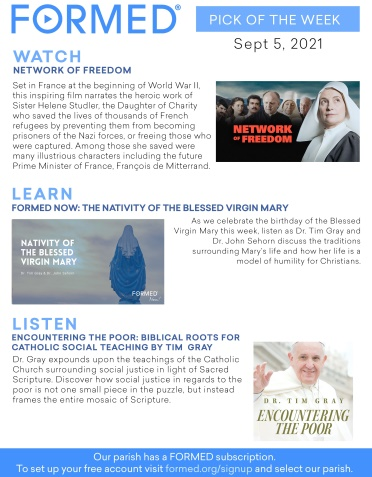 FORMED®
PICK OF THE WEEK
Sept 5, 2021
WATCH
NETWORK OF FREEDOM
Set in France at the beginning of World War II,
this inspiring film narrates the heroic work of
Sister Helene Studler, the Daughter of Charity
who saved the lives of thousands of French
refugees by preventing them from becoming
prisoners of the Nazi forces, or freeing those who
were captured. Among those she saved were
many illustrious characters including the future
Prime Minister of France, François de Mitterrand.
NETWORK
OF FREEDOM
LEARN
FORMED NOW: THE NATIVITY OF THE BLESSED VIRGIN MARY
NATIVITY OF
THE BLESSED
VIRGIN MARY
Dr. Tim Gray & Dr. John Sehorn
FORMED
Now!
As we celebrate the birthday of the Blessed
Virgin Mary this week, listen as Dr. Tim Gray and
Dr. John Sehorn discuss the traditions
surrounding Mary's life and how her life is a
model of humility for Christians.
LISTEN
ENCOUNTERING THE POOR: BIBLICAL ROOTS FOR
CATHOLIC SOCIAL TEACHING BY TIM GRAY
Dr. Gray expounds upon the teachings of the Catholic
Church surrounding social justice in light of Sacred
Scripture. Discover how social justice in regards to the
poor is not one small piece in the puzzle, but instead
frames the entire mosaic of Scripture.
DR. TIM GRAY
ENCOUNTERING
THE POOR
Our parish has a FORMED subscription.
To set up your free account visit formed.org/signup and select our parish.